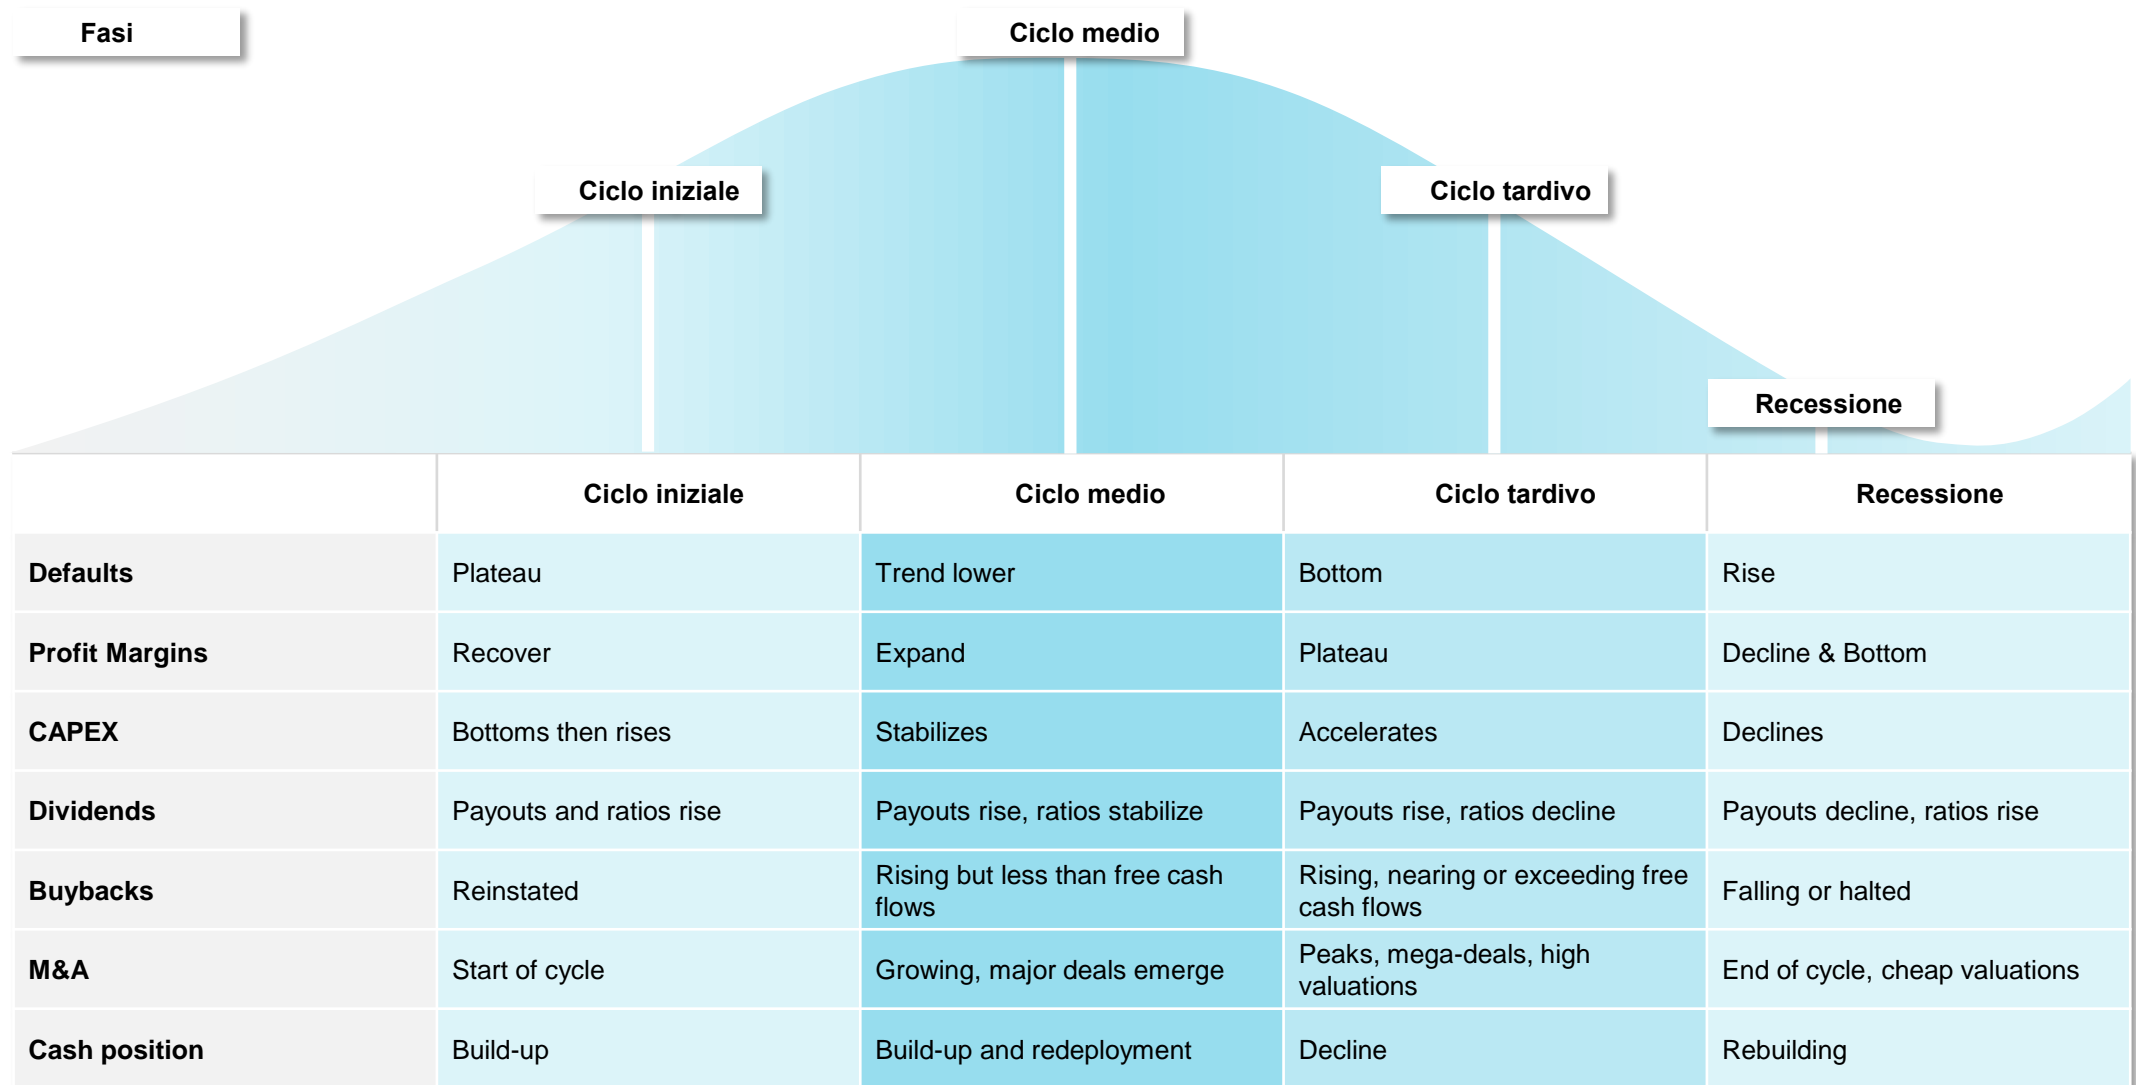 Fasi
Ciclo medio
Ciclo iniziale
Ciclo tardivo
Recessione
Ciclo iniziale Ciclo medio Ciclo tardivo Recessione
Defaults Plateau Trend lower Bottom Rise
Profit Margins Recover Expand Plateau Decline & Bottom
CAPEX Bottoms then rises Stabilizes Accelerates Declines
Dividends Payouts and ratios rise Payouts rise, ratios stabilize Payouts rise, ratios decline Payouts decline, ratios rise
Buybacks Reinstated
Rising but less than free cash
flows
Rising, nearing or exceeding free
cash flows
Falling or halted
M&A Start of cycle Growing, major deals emerge
Peaks, mega-deals, high
valuations
End of cycle, cheap valuations
Cash position Build-up Build-up and redeployment Decline Rebuilding